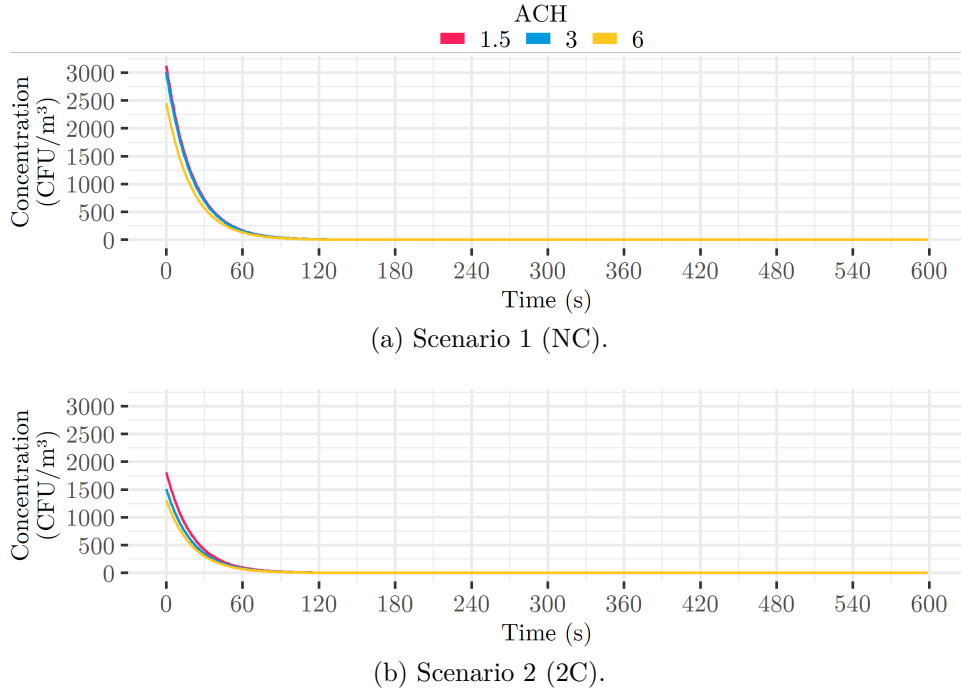 ACH
1.5 3 6
Concentration
(CFU/m³)
3000
2500
2000
1500
1000
500
0
0 60 120 180 240 300 360 420 480 540 600
Time (s)
(a) Scenario 1 (NC).
Concentration
(CFU/m³)
3000
2500
2000
1500
1000
500
0
0 60 120 180 240 300 360 420 480 540 600
Time (s)
(b) Scenario 2 (2C).